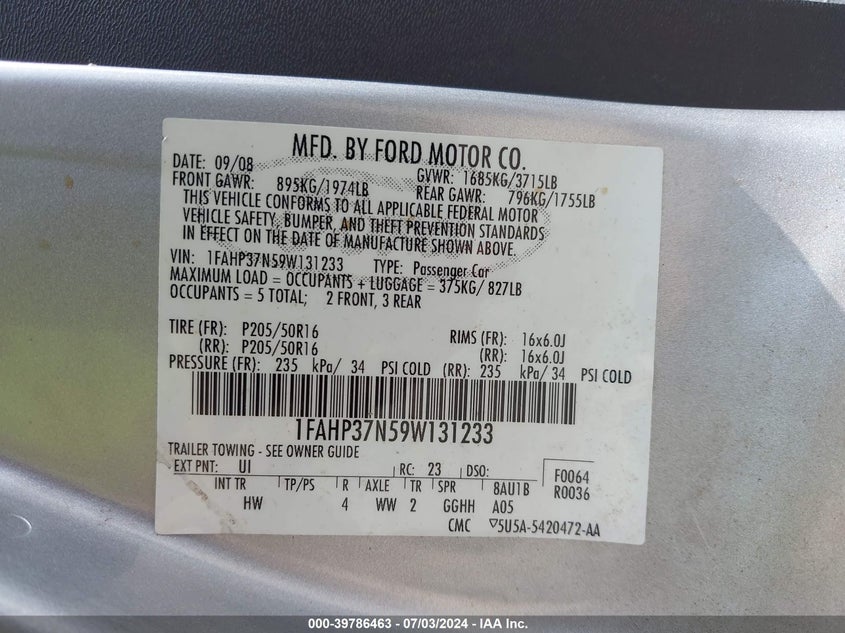 MFD. BY FORD MOTOR CO.
DATE: 09/08 GVWR: 1685KG/3715LB
FRONT GAWR: 895KG/1974LB REAR GAWR: 796KG/1755LB
THIS VEHICLE CONFORMS TO ALL APPLICABLE FEDERAL MOTOR
VEHICLE SAFETY, BUMPER, AND THEFT PREVENTION STANDARDS
IN EFFECT ON THE DATE OF MANUFACTURE SHOWN ABOVE.
VIN: 1FAHP37N59W131233 TYPE: Passenger Car
MAXIMUM LOAD = OCCUPANTS + LUGGAGE = 375KG/ 827LB
OCCUPANTS = 5 TOTAL; 2 FRONT, 3 REAR
TIRE (FR): P205/50R16 RIMS (FR): 16x6.0J
(RR): P205/50R16 (RR): 16x6.0J
PRESSURE (FR): 235 kPa/ 34 PSI COLD (RR): 235 kPa/ 34 PSI COLD
1FAHP37N59W131233
TRAILER TOWING - SEE OWNER GUIDE
EXT PNT: UI RC: 23 DSO: F0064
INT TR TP/PS R AXLE TR SPR 8AU1B R0036
HW 4 WW 2 GGHH A05
CMC ▽5U5A-5420472-AA
000-39786463 - 07/03/2024 - © IAA Inc.